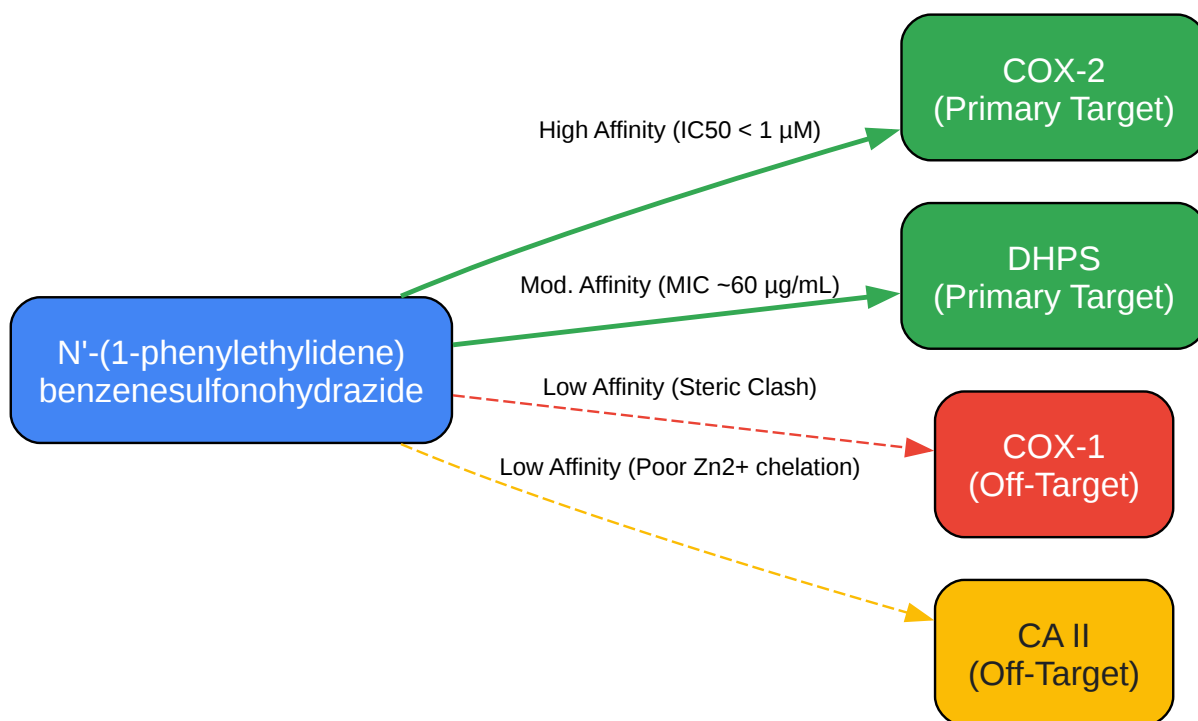 COX-2
(Primary Target)
High Affinity (IC50 < 1 µM)
DHPS
(Primary Target)
Mod. Affinity (MIC ~60 µg/mL)
N'-(1-phenylethylidene)
benzenesulfonohydrazide
Low Affinity (Steric Clash)
COX-1
(Off-Target)
Low Affinity (Poor Zn2+ chelation)
CA II
(Off-Target)